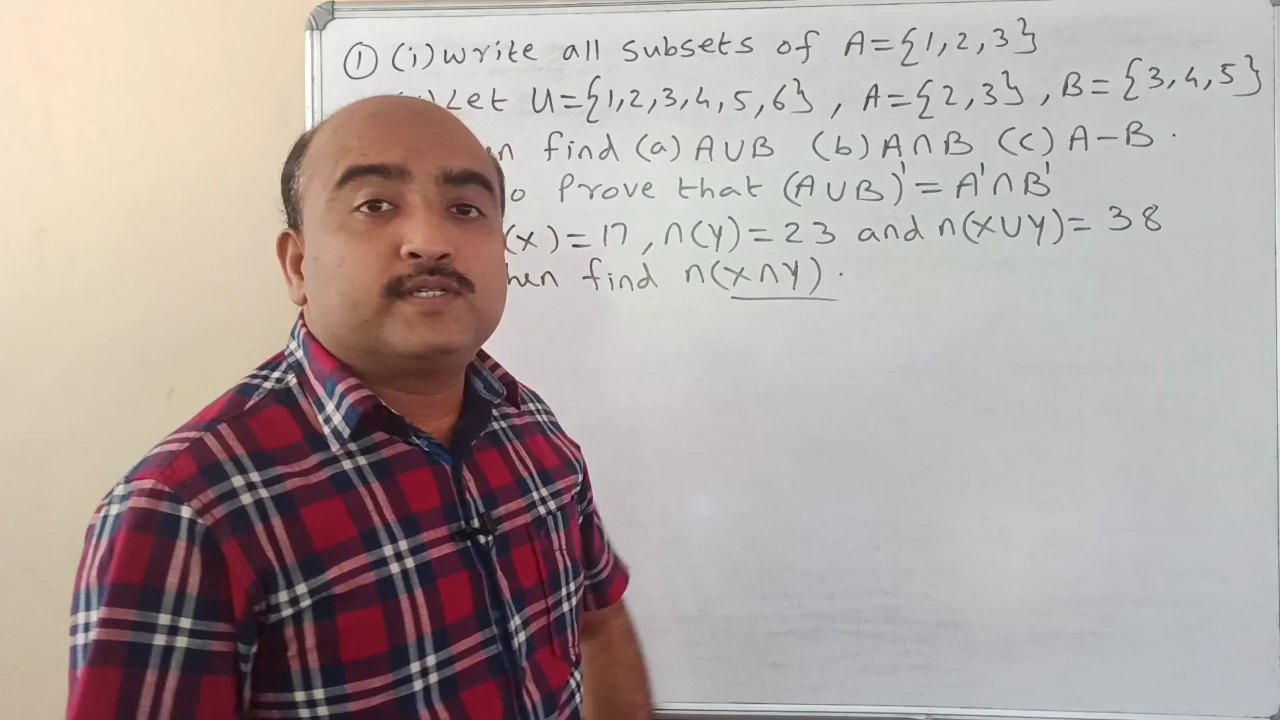 ① (i) Write all subsets of A={1,2,3}
Let U={1,2,3,4,5,6}, A={2,3}, B={3,4,5}
find (a) A∪B (b) A∩B (c) A-B.
Prove that (A∪B)'=A'∩B'
(x)=17, n(Y)=23 and n(X∪Y)=38
find n(X∩Y).